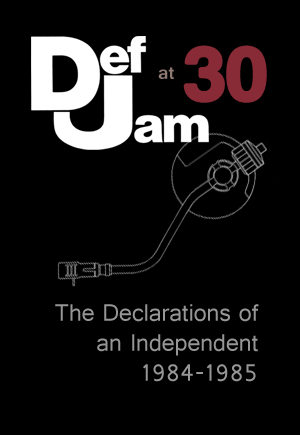 Def Jam
at 30
The Declarations of
an Independent
1984-1985